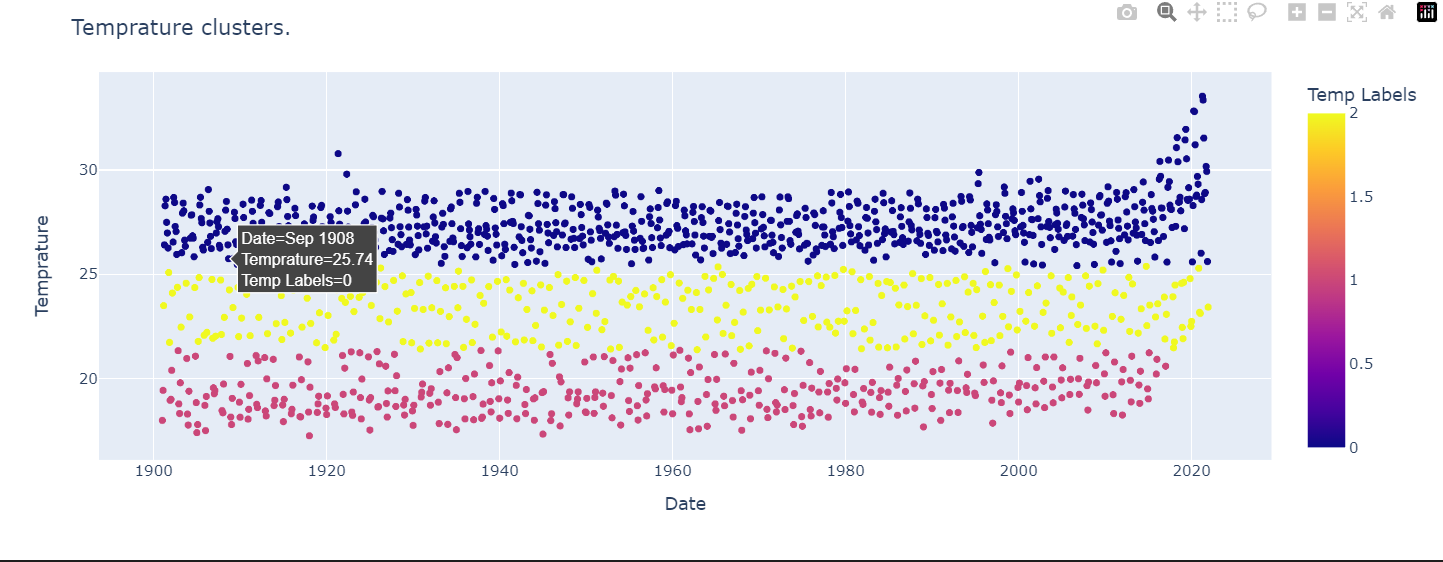 Temprature clusters.
Temp Labels
2
1.5
1
0.5
0
Temprature
30
25
20
Date=Sep 1908
Temprature=25.74
Temp Labels=0
1900 1920 1940 1960 1980 2000 2020
Date